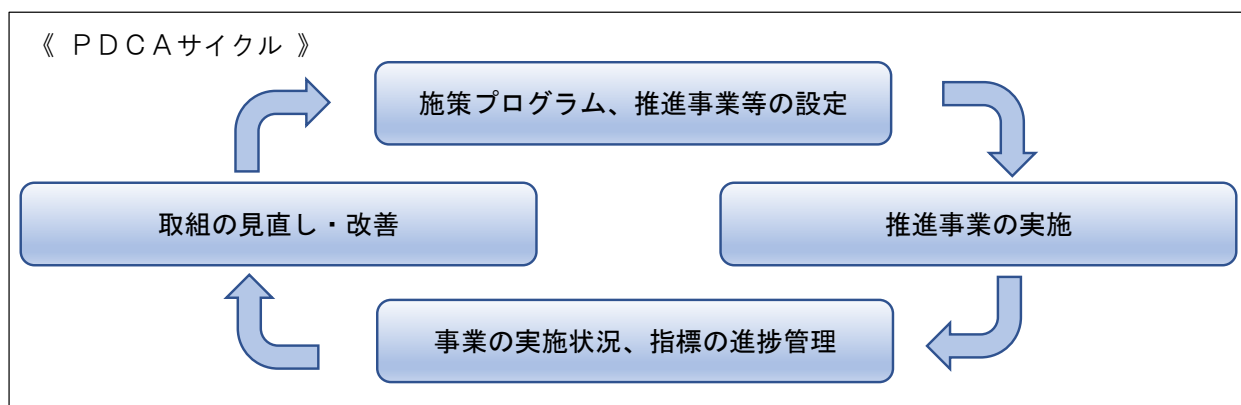 《 ＰＤＣＡサイクル 》
施策プログラム、推進事業等の設定
取組の見直し・改善
推進事業の実施
事業の実施状況、指標の進捗管理